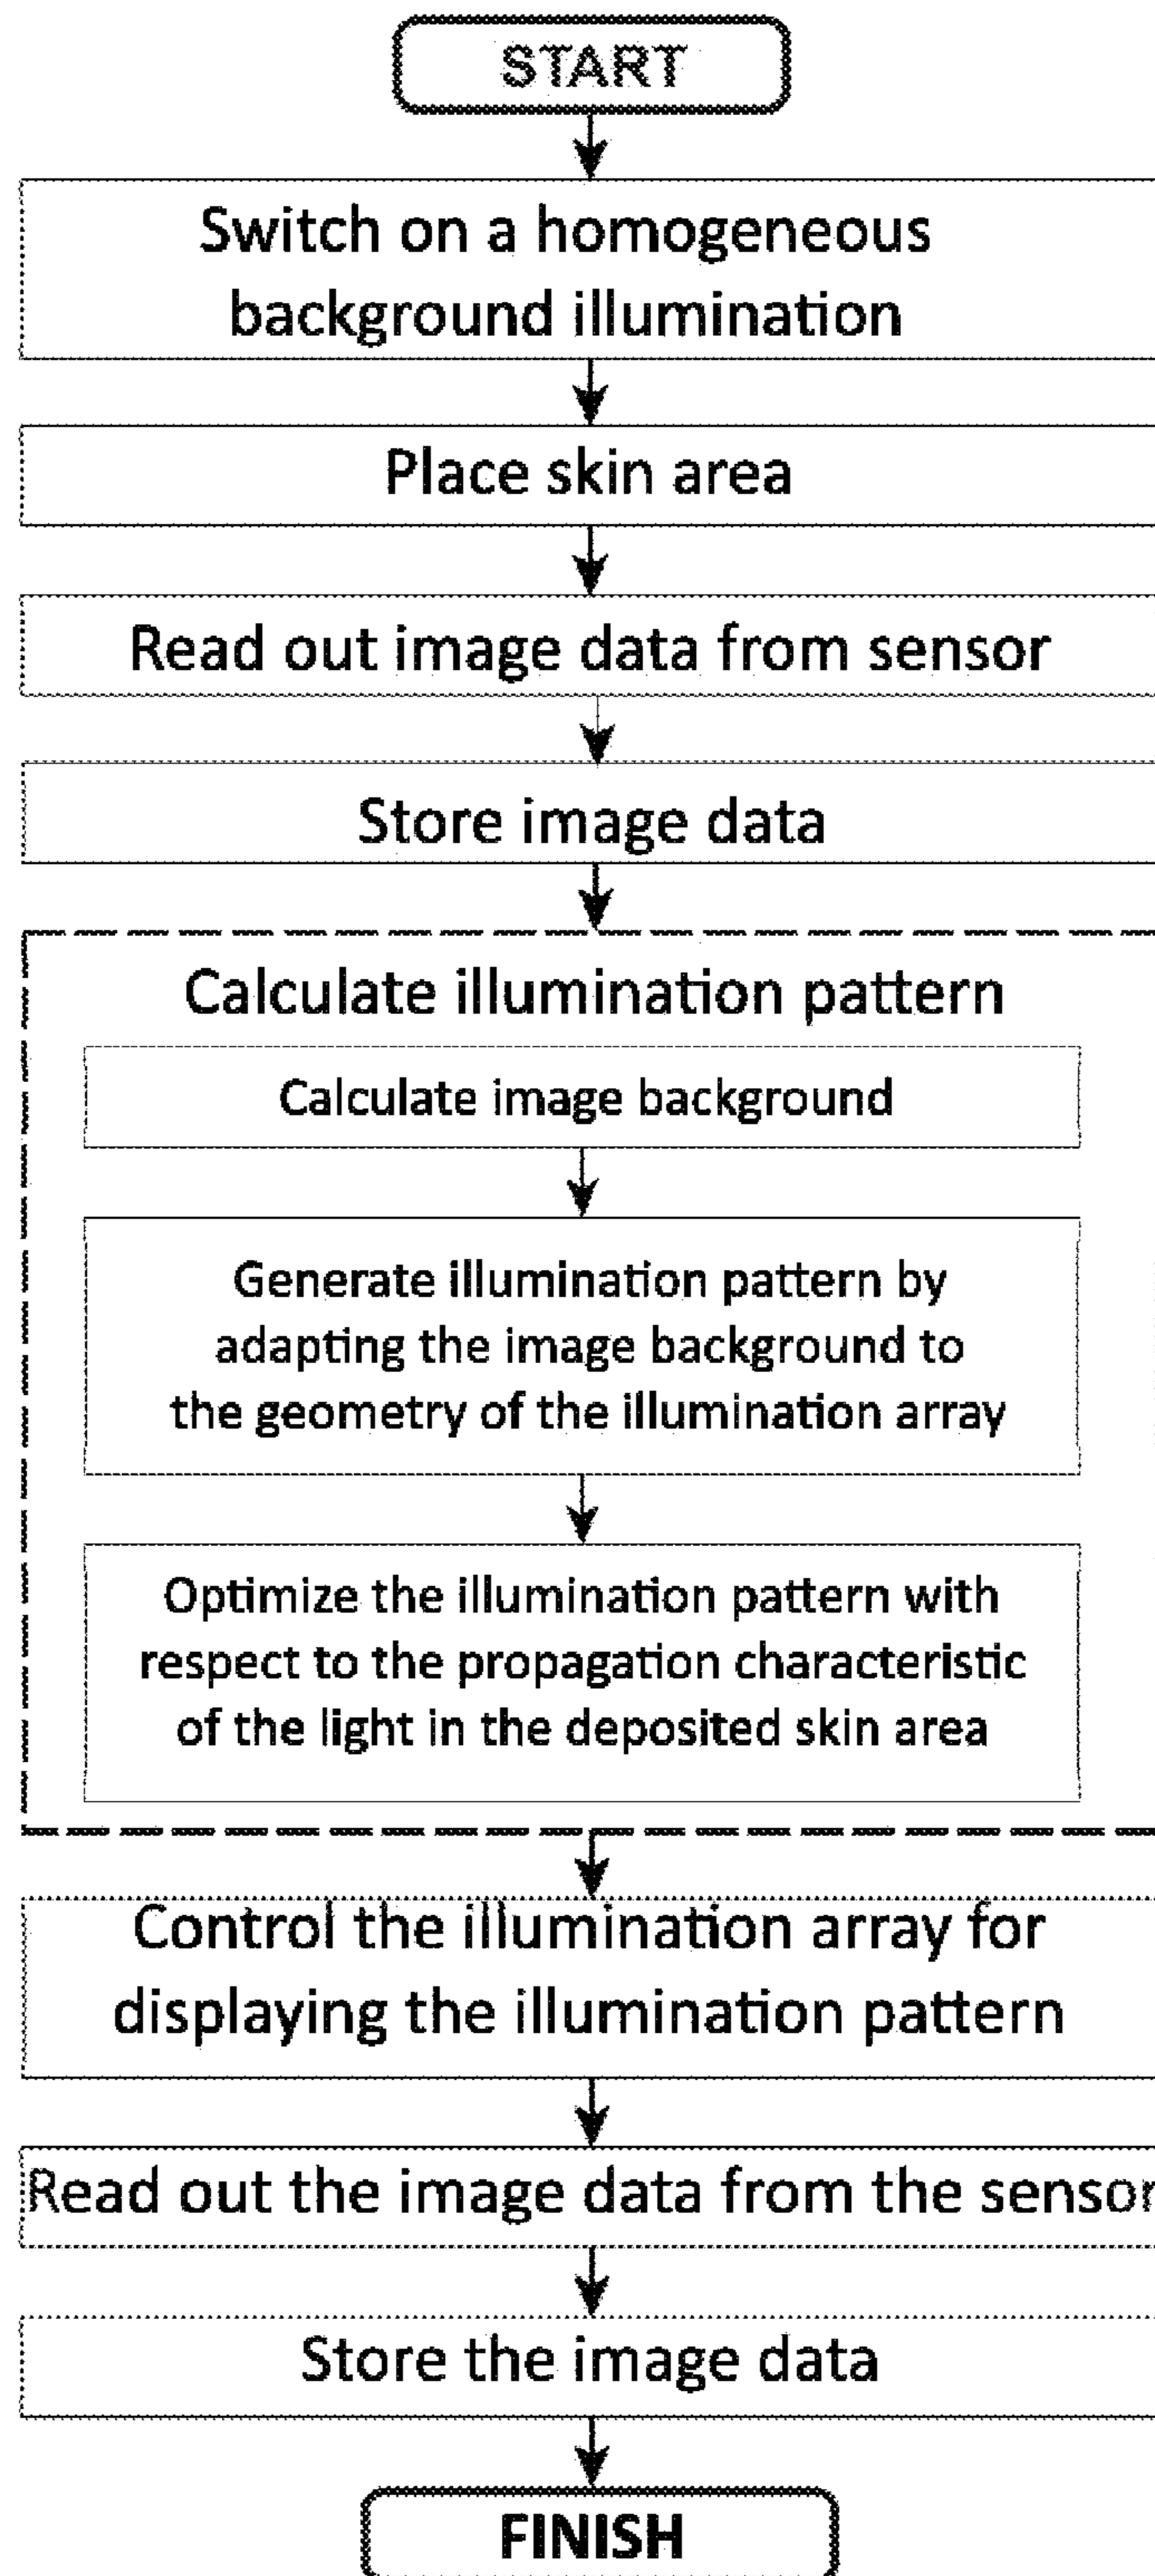 START
Switch on a homogeneous
background illumination
Place skin area
Read out image data from sensor
Store image data
Calculate illumination pattern
Calculate image background
Generate illumination pattern by
adapting the image background to
the geometry of the illumination array
Optimize the illumination pattern with
respect to the propagation characteristic
of the light in the deposited skin area
Control the illumination array for
displaying the illumination pattern
Read out the image data from the sensor
Store the image data
FINISH